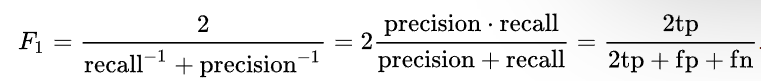 F₁ = 2 / (recall⁻¹ + precision⁻¹) = 2 (precision · recall) / (precision + recall) = 2tp / (2tp + fp + fn).